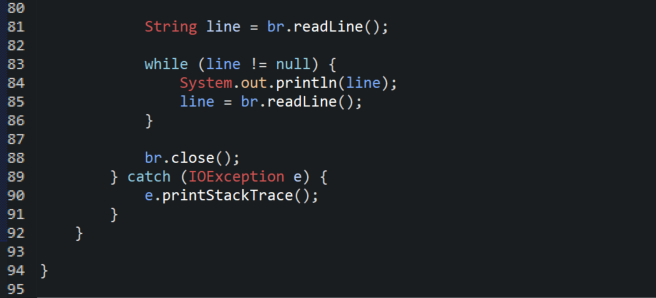 80
81 String line = br.readLine();
82
83 while (line != null) {
84 System.out.println(line);
85 line = br.readLine();
86 }
87
88 br.close();
89 } catch (IOException e) {
90 e.printStackTrace();
91 }
92 }
93
94 }
95